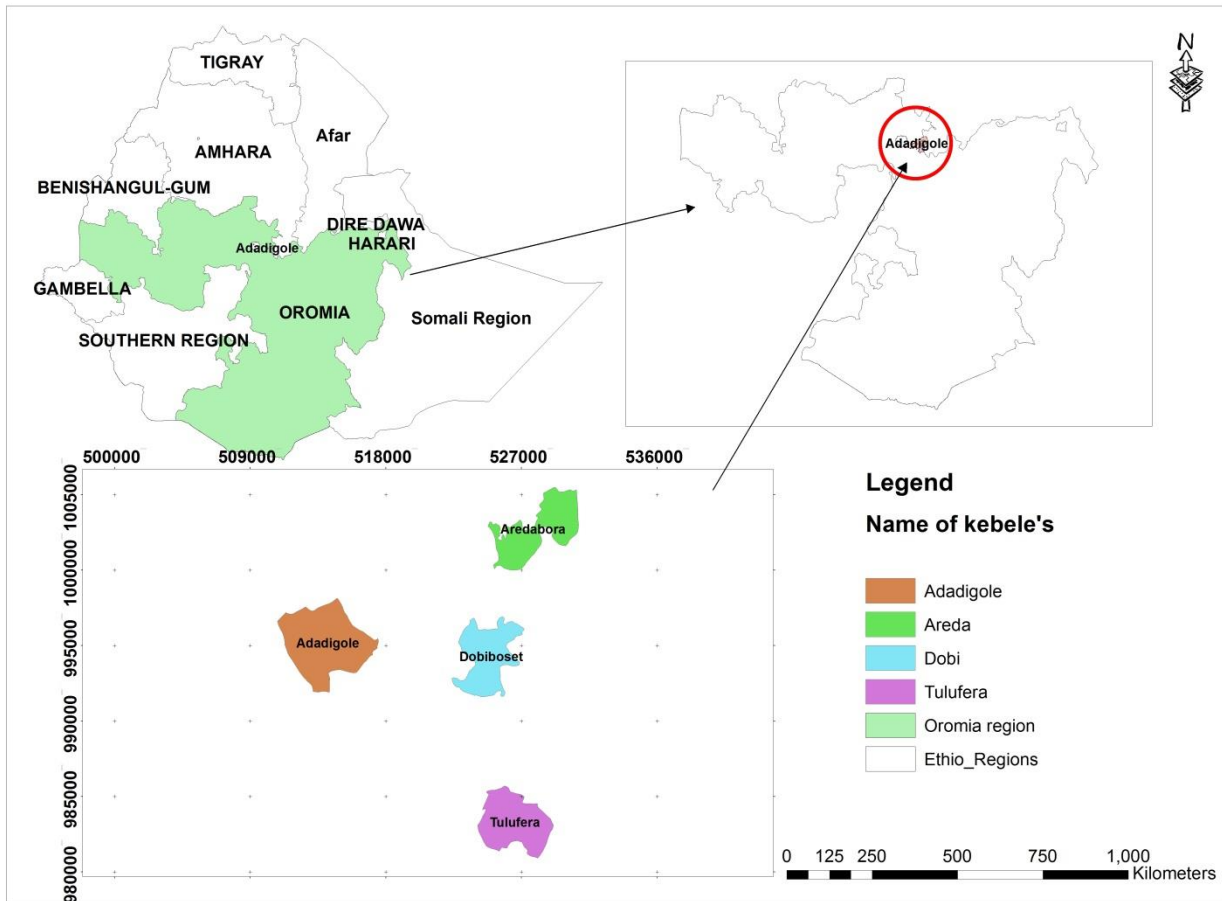 TIGRAY
Afar
AMHARA
BENISHANGUL-GUM
DIRE DAWA
HARARI
Adadigole
GAMBELLA
OROMIA
Somali Region
SOUTHERN REGION
N
Adadigole
500000 509000 518000 527000 536000
1005000
1000000
995000
990000
985000
980000
Aredabora
Adadigole
Dobiboset
Tulufera
Legend
Name of kebele's
Adadigole
Areda
Dobi
Tulufera
Oromia region
Ethio_Regions
0 125 250 500 750 1,000
Kilometers